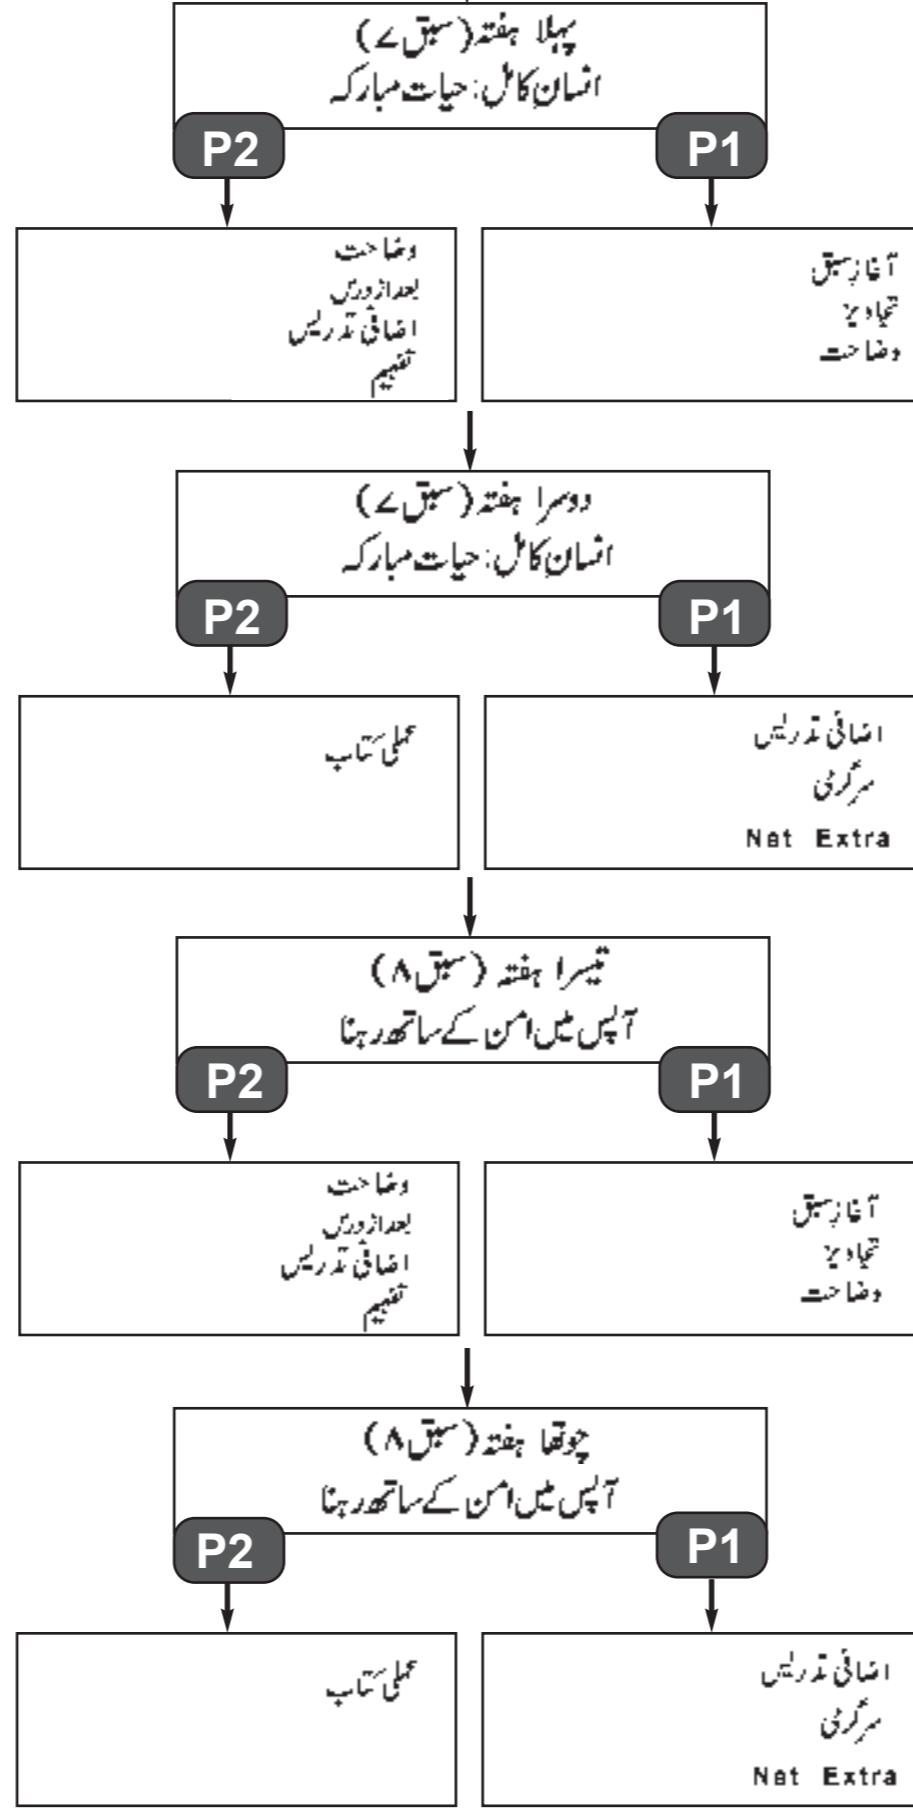 پہلا ہفتہ (سبق ۷)
انسانِ کامل: حیات مبارکہ
P1
P2
آغازِ سبق
تجاویز
وضاحت
وضاحت
بعد از درس
اضافی تدریس
تفہیم
دوسرا ہفتہ (سبق ۷)
انسانِ کامل: حیات مبارکہ
P1
P2
اضافی تدریس
سرگرمی
Net Extra
عملی کتاب
تیسرا ہفتہ (سبق ۸)
آپس میں امن کے ساتھ رہنا
P1
P2
آغازِ سبق
تجاویز
وضاحت
وضاحت
بعد از درس
اضافی تدریس
تفہیم
چوتھا ہفتہ (سبق ۸)
آپس میں امن کے ساتھ رہنا
P1
P2
اضافی تدریس
سرگرمی
Net Extra
عملی کتاب